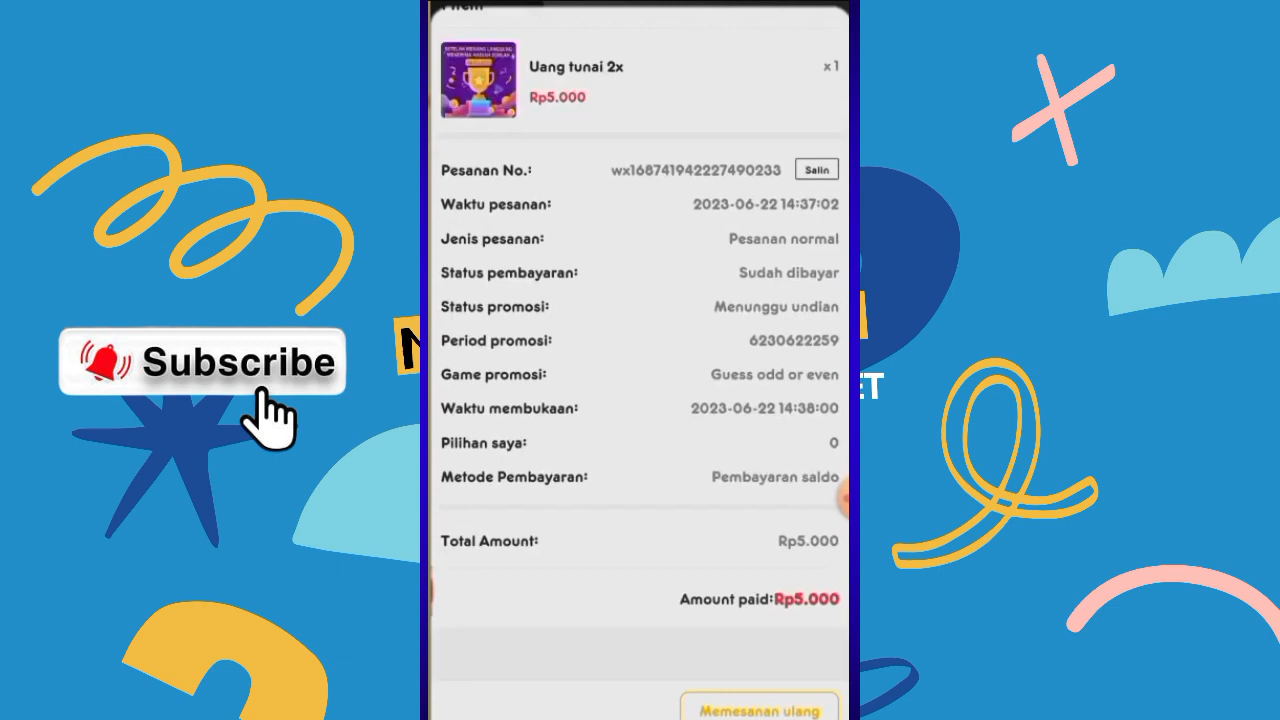 SETELAH MENANG LANGSUNG
Uang tunai 2x
x1
Rp5.000
Pesanan No.:
wx168741942227490233
Salin
Waktu pesanan:
2023-06-22 14:37:02
Jenis pesanan:
Pesanan normal
Status pembayaran:
Sudah dibayar
Status promosi:
Menunggu undian
Period promosi:
6230622259
Game promosi:
Guess odd or even
Waktu membukaan:
2023-06-22 14:38:00
Pilihan saya:
0
Metode Pembayaran:
Pembayaran saldo
Total Amount:
Rp5.000
Amount paid:Rp5.000
Memesanan ulang
Subscribe